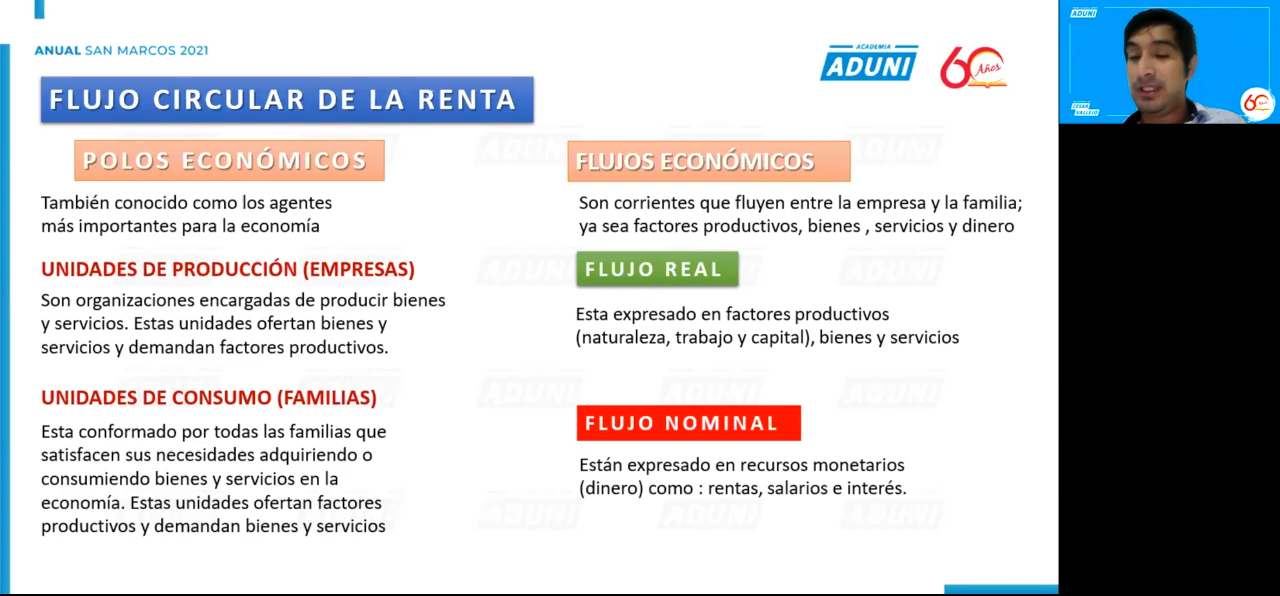 ANUAL SAN MARCOS 2021
ACADEMIA
ADUNI
60 Años
FLUJO CIRCULAR DE LA RENTA
POLOS ECONÓMICOS
También conocido como los agentes
más importantes para la economía
UNIDADES DE PRODUCCIÓN (EMPRESAS)
Son organizaciones encargadas de producir bienes
y servicios. Estas unidades ofertan bienes y
servicios y demandan factores productivos.
UNIDADES DE CONSUMO (FAMILIAS)
Esta conformado por todas las familias que
satisfacen sus necesidades adquiriendo o
consumiendo bienes y servicios en la
economía. Estas unidades ofertan factores
productivos y demandan bienes y servicios
FLUJOS ECONÓMICOS
Son corrientes que fluyen entre la empresa y la familia;
ya sea factores productivos, bienes , servicios y dinero
FLUJO REAL
Esta expresado en factores productivos
(naturaleza, trabajo y capital), bienes y servicios
FLUJO NOMINAL
Están expresado en recursos monetarios
(dinero) como : rentas, salarios e interés.
ADUNI
CESAR
VALLEJO
60